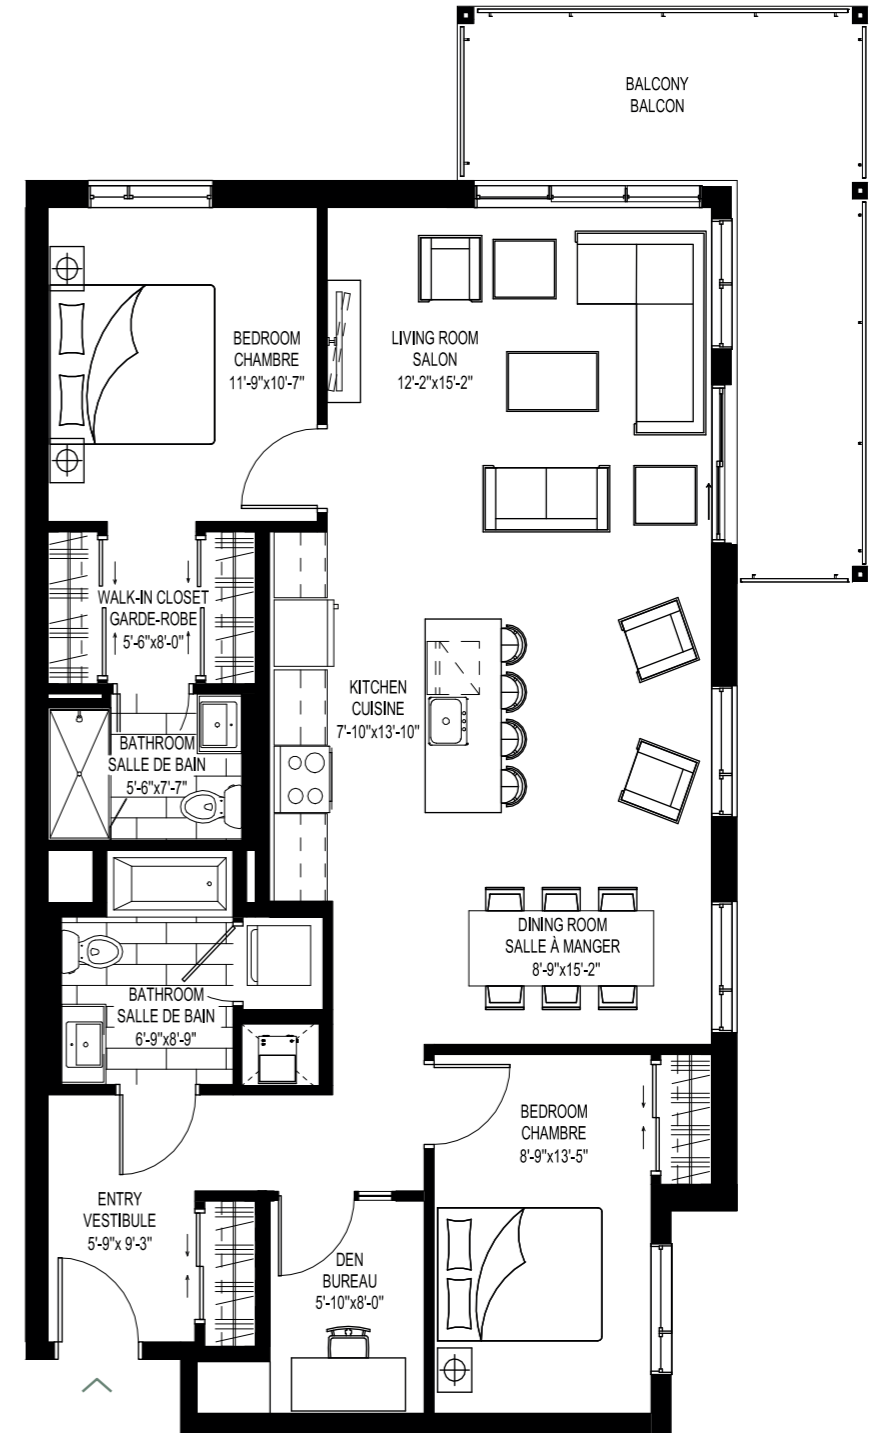 BALCONY
BALCON
BEDROOM
CHAMBRE
11'-9"x10'-7"
LIVING ROOM
SALON
12'-2"x15'-2"
WALK-IN CLOSET
GARDE-ROBE
5'-6"x8'-0"
KITCHEN
CUISINE
7'-10"x13'-10"
BATHROOM
SALLE DE BAIN
5'-6"x7'-7"
DINING ROOM
SALLE À MANGER
8'-9"x15'-2"
BATHROOM
SALLE DE BAIN
6'-9"x8'-9"
BEDROOM
CHAMBRE
8'-9"x13'-5"
ENTRY
VESTIBULE
5'-9"x 9'-3"
DEN
BUREAU
5'-10"x8'-0"